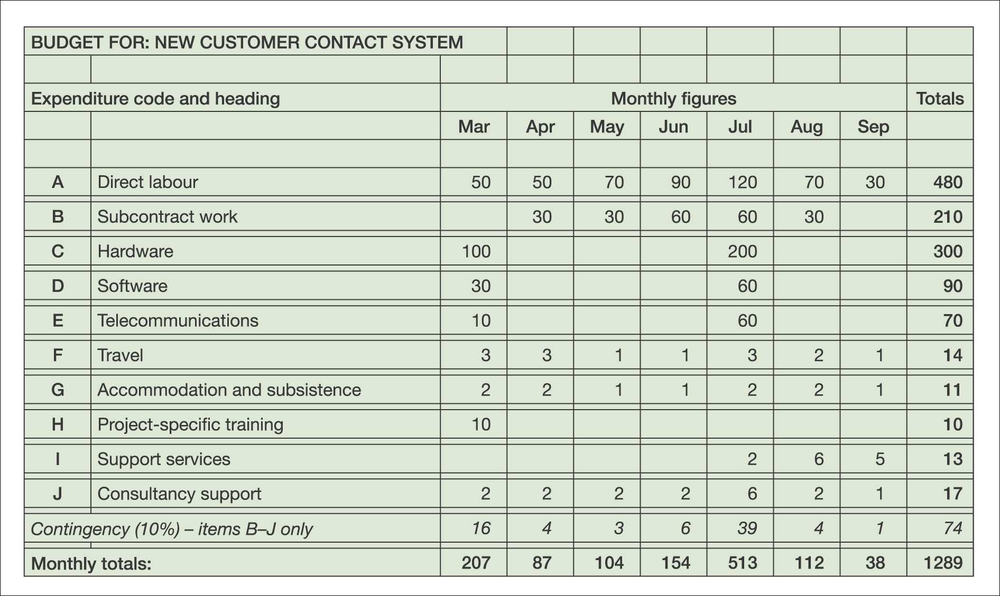 BUDGET FOR: NEW CUSTOMER CONTACT SYSTEM
Expenditure code and heading Monthly figures Totals
Mar Apr May Jun Jul Aug Sep
A Direct labour 50 50 70 90 120 70 30 480
B Subcontract work 30 30 60 60 30 210
C Hardware 100 200 300
D Software 30 60 90
E Telecommunications 10 60 70
F Travel 3 3 1 1 3 2 1 14
G Accommodation and subsistence 2 2 1 1 2 2 1 11
H Project-specific training 10 10
I Support services 2 6 5 13
J Consultancy support 2 2 2 2 6 2 1 17
Contingency (10%) – items B–J only 16 4 3 6 39 4 1 74
Monthly totals: 207 87 104 154 513 112 38 1289